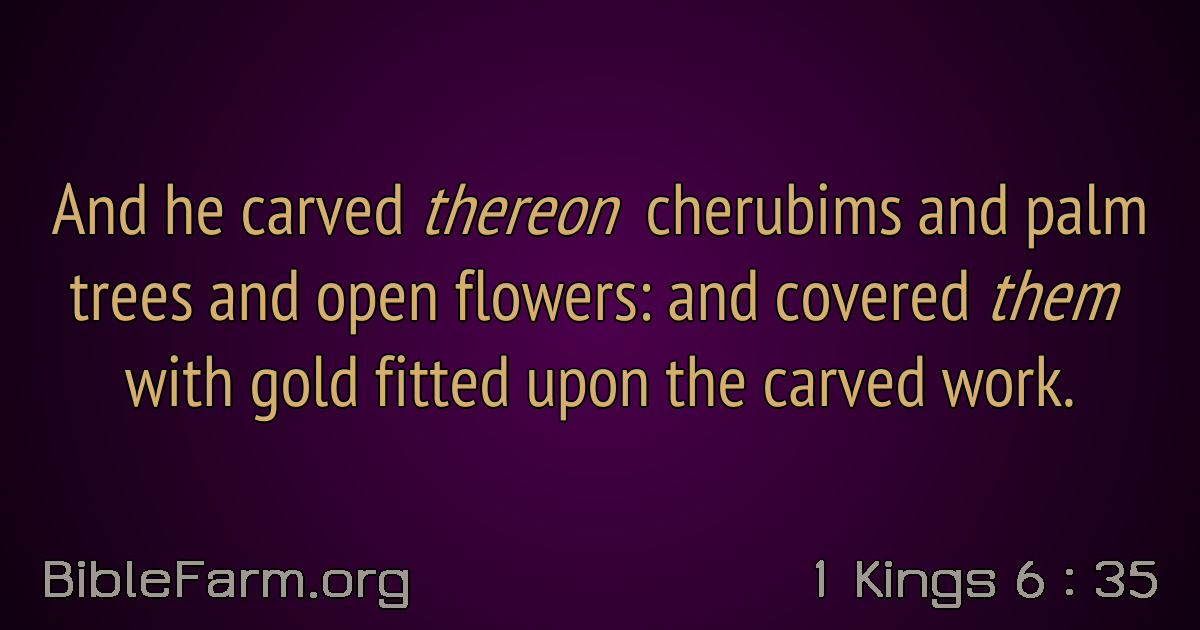 And he carved thereon cherubims and palm
trees and open flowers: and covered them
with gold fitted upon the carved work.
BibleFarm.org
1 Kings 6 : 35